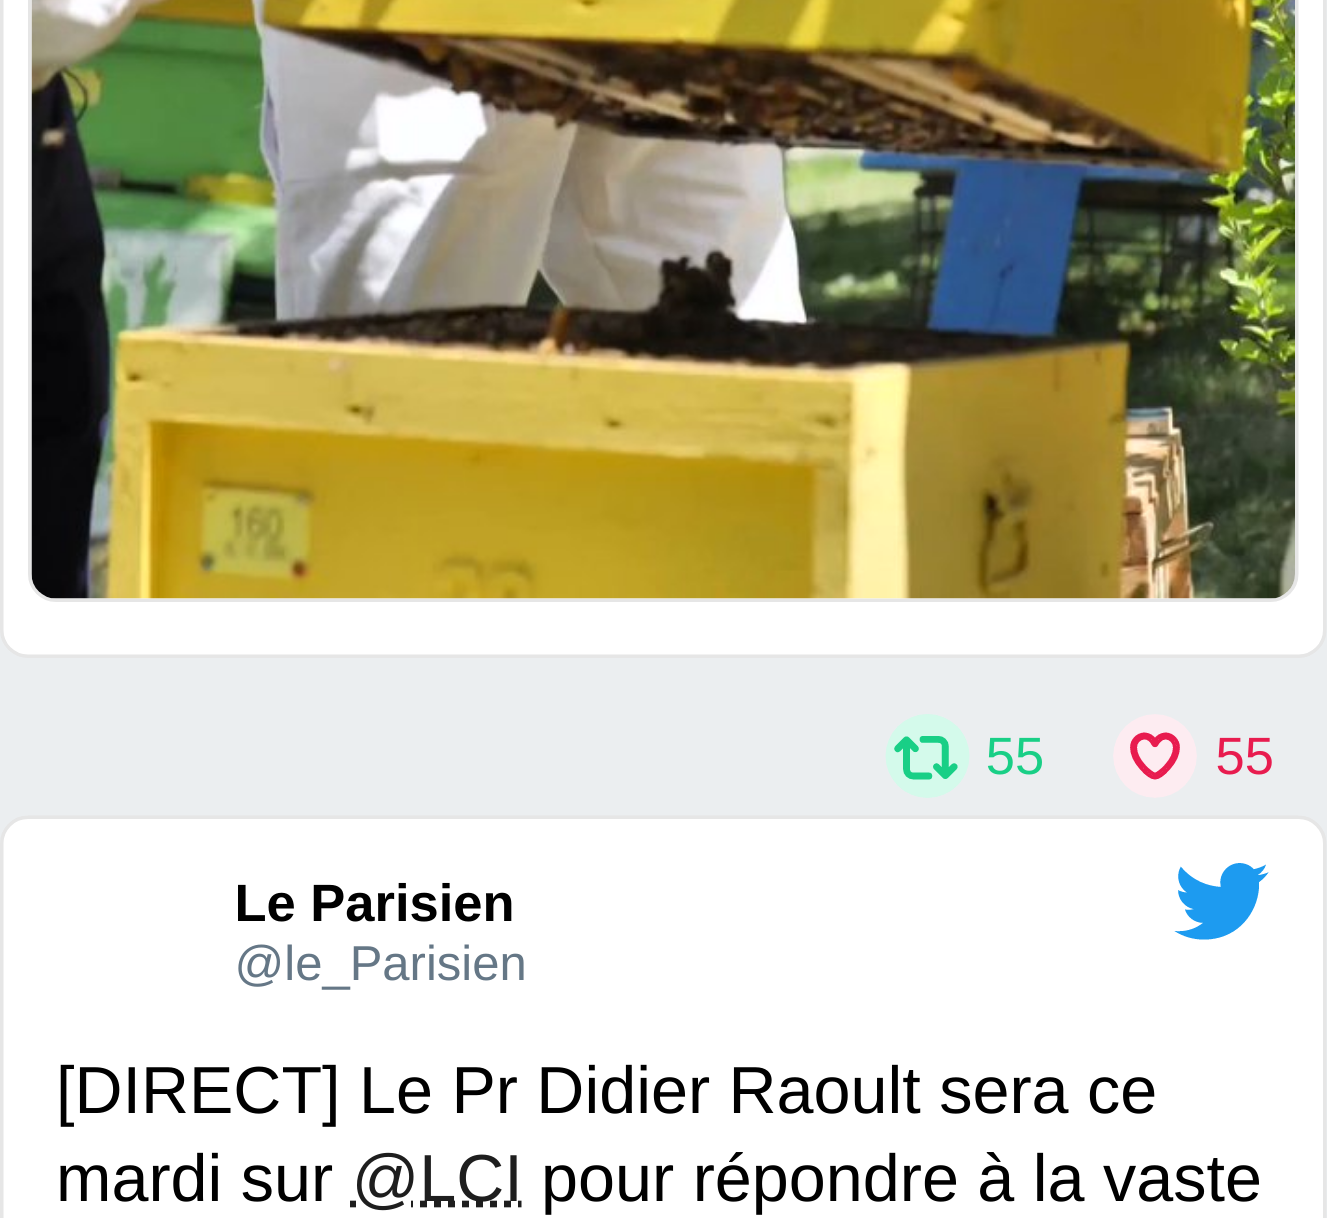 160
55 55
Le Parisien
@le_Parisien
[DIRECT] Le Pr Didier Raoult sera ce
mardi sur @LCI pour répondre à la vaste